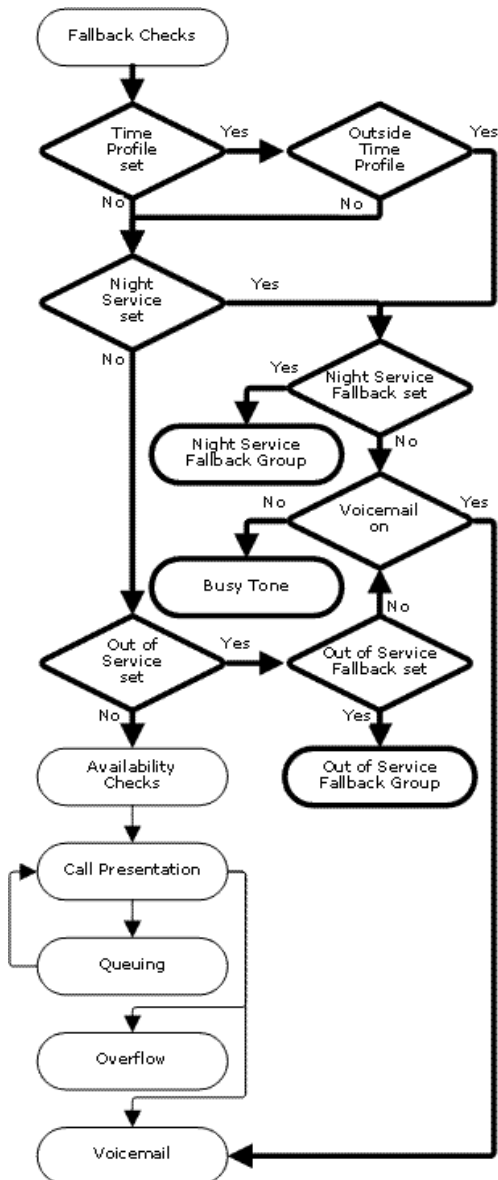 Fallback Checks
Time
Profile
set
Yes
Outside
Time
Profile
Yes
No
No
Night
Service
set
Yes
No
Yes
Night Service
Fallback set
Night Service
Fallback Group
No
No
Voicemail
on
Yes
Busy Tone
No
Out of
Service
set
Yes
Out of Service
Fallback set
No
Yes
Availability
Checks
Out of Service
Fallback Group
Call Presentation
Queuing
Overflow
Voicemail